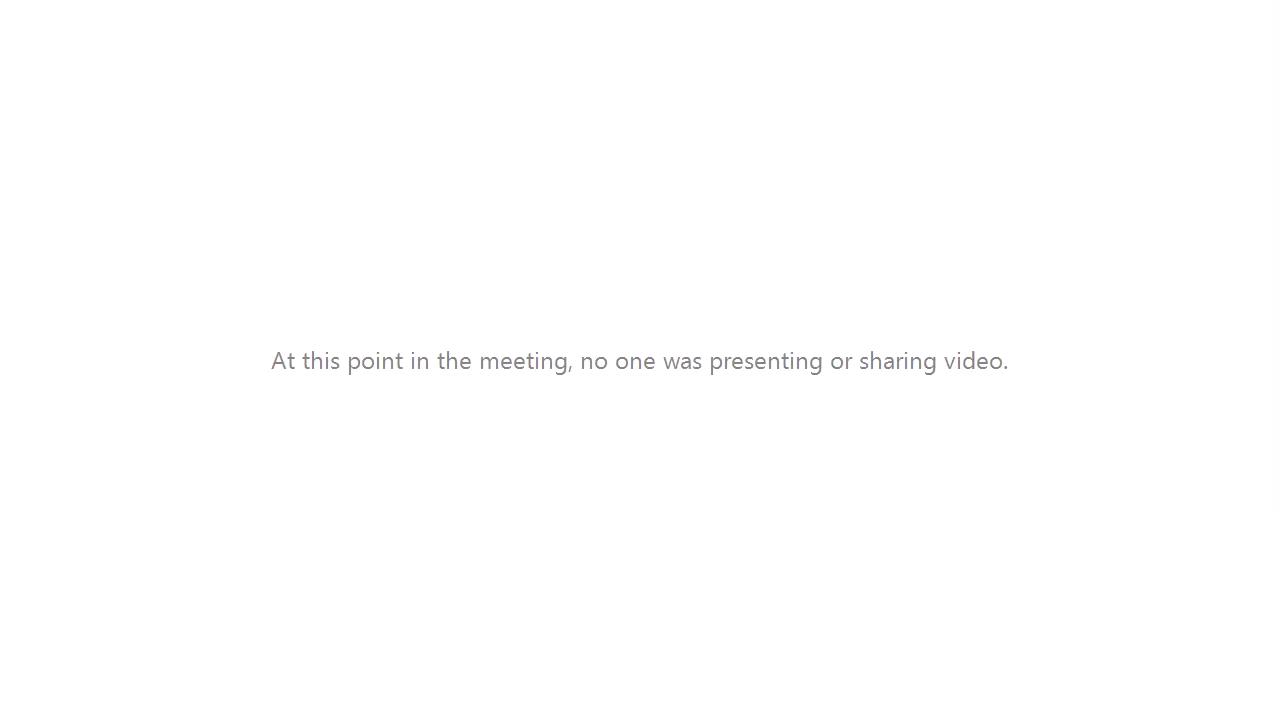 At this point in the meeting, no one was presenting or sharing video.